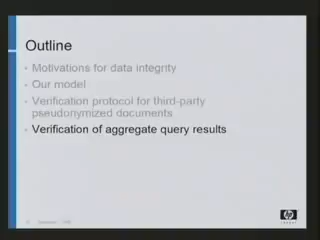 Outline
Motivations for data integrity
Our model
Verification protocol for third-party
pseudonymized documents
Verification of aggregate query results
hp